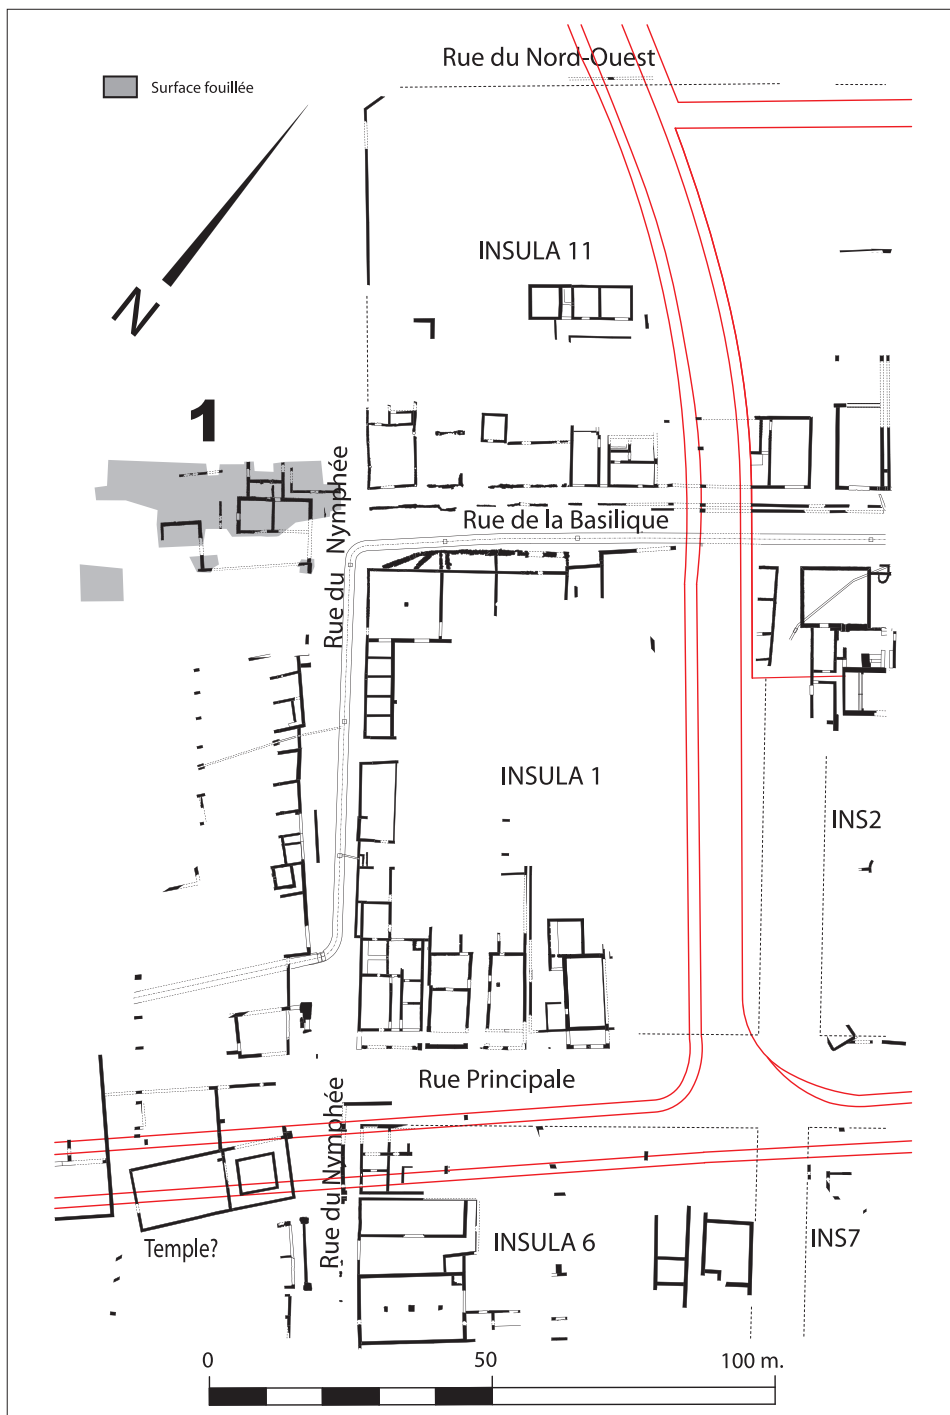 Rue du Nord-Ouest
Surface fouillée
N
INSULA 11
1
Rue du Nymphée
Rue de la Basilique
INSULA 1
INS2
Rue Principale
Rue du Nymphée
Temple?
INSULA 6
INS7
0 50 100 m.